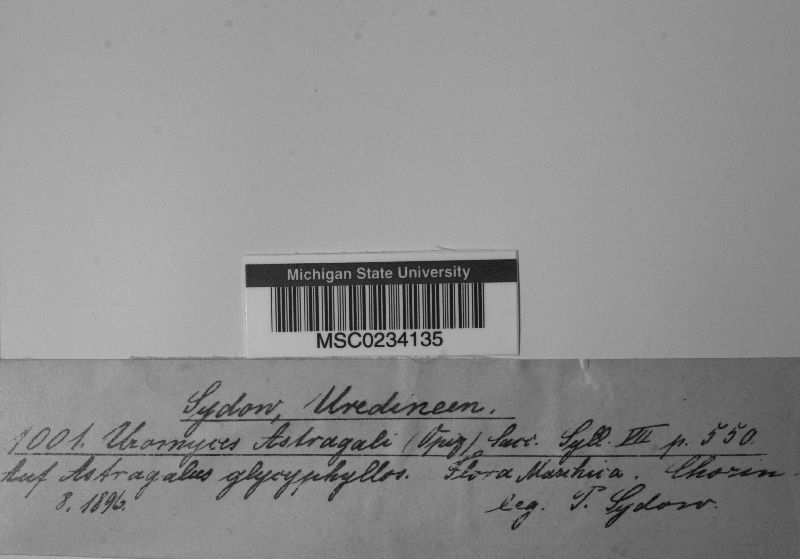 Michigan State University
MSC0234135
Sydow, Uredineen.
1001. Uromyces Astragali (Opiz) Sacc. Syll. VII p. 550.
Auf Astragalus glycyphyllos. Flora Marchica. Chorin
8. 1896. leg. P. Sydow.